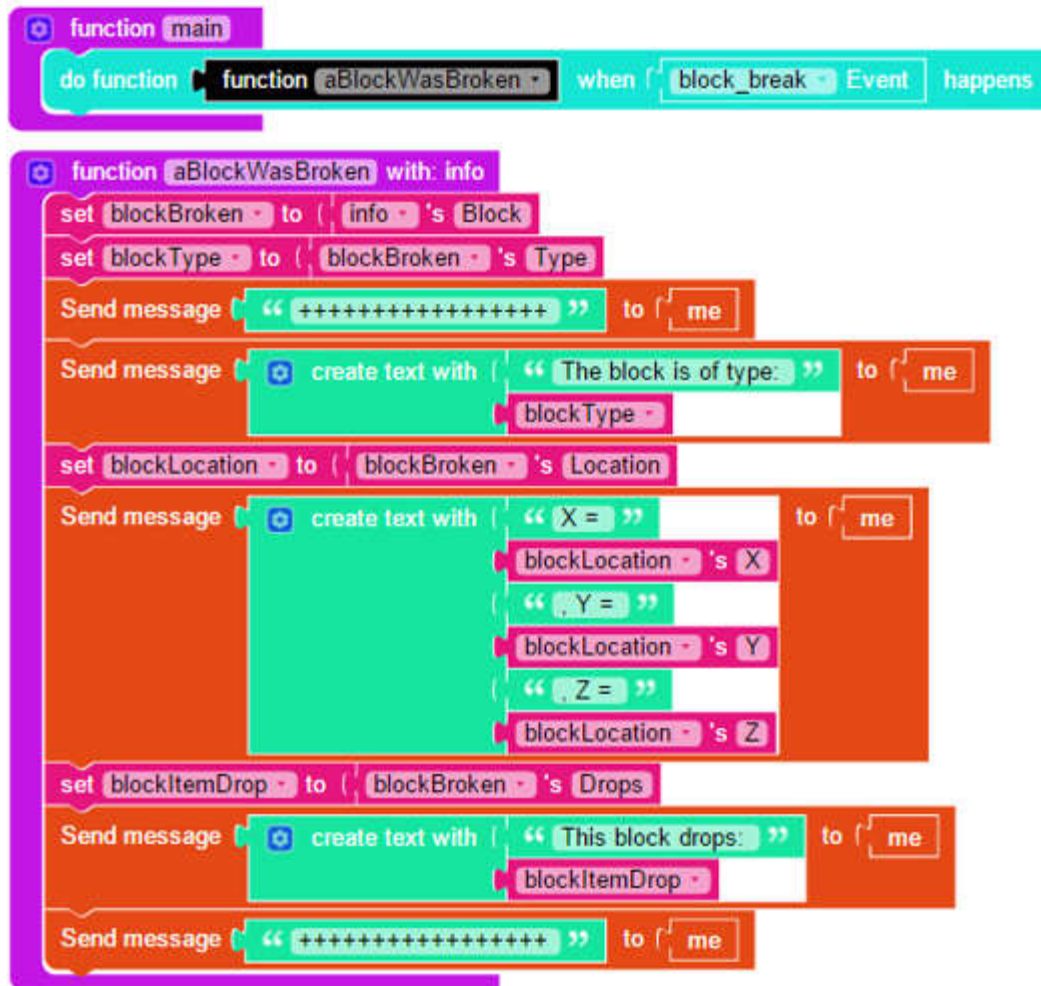 function main
do function function aBlockWasBroken when block_break Event happens
function aBlockWasBroken with: info
set blockBroken to info 's Block
set blockType to blockBroken 's Type
Send message “ +++++++++++++++++ ” to me
Send message create text with “ The block is of type: ” to me
blockType
set blockLocation to blockBroken 's Location
Send message create text with “ X = ” to me
blockLocation 's X
“ , Y = ”
blockLocation 's Y
“ , Z = ”
blockLocation 's Z
set blockItemDrop to blockBroken 's Drops
Send message create text with “ This block drops: ” to me
blockItemDrop
Send message “ +++++++++++++++++ ” to me